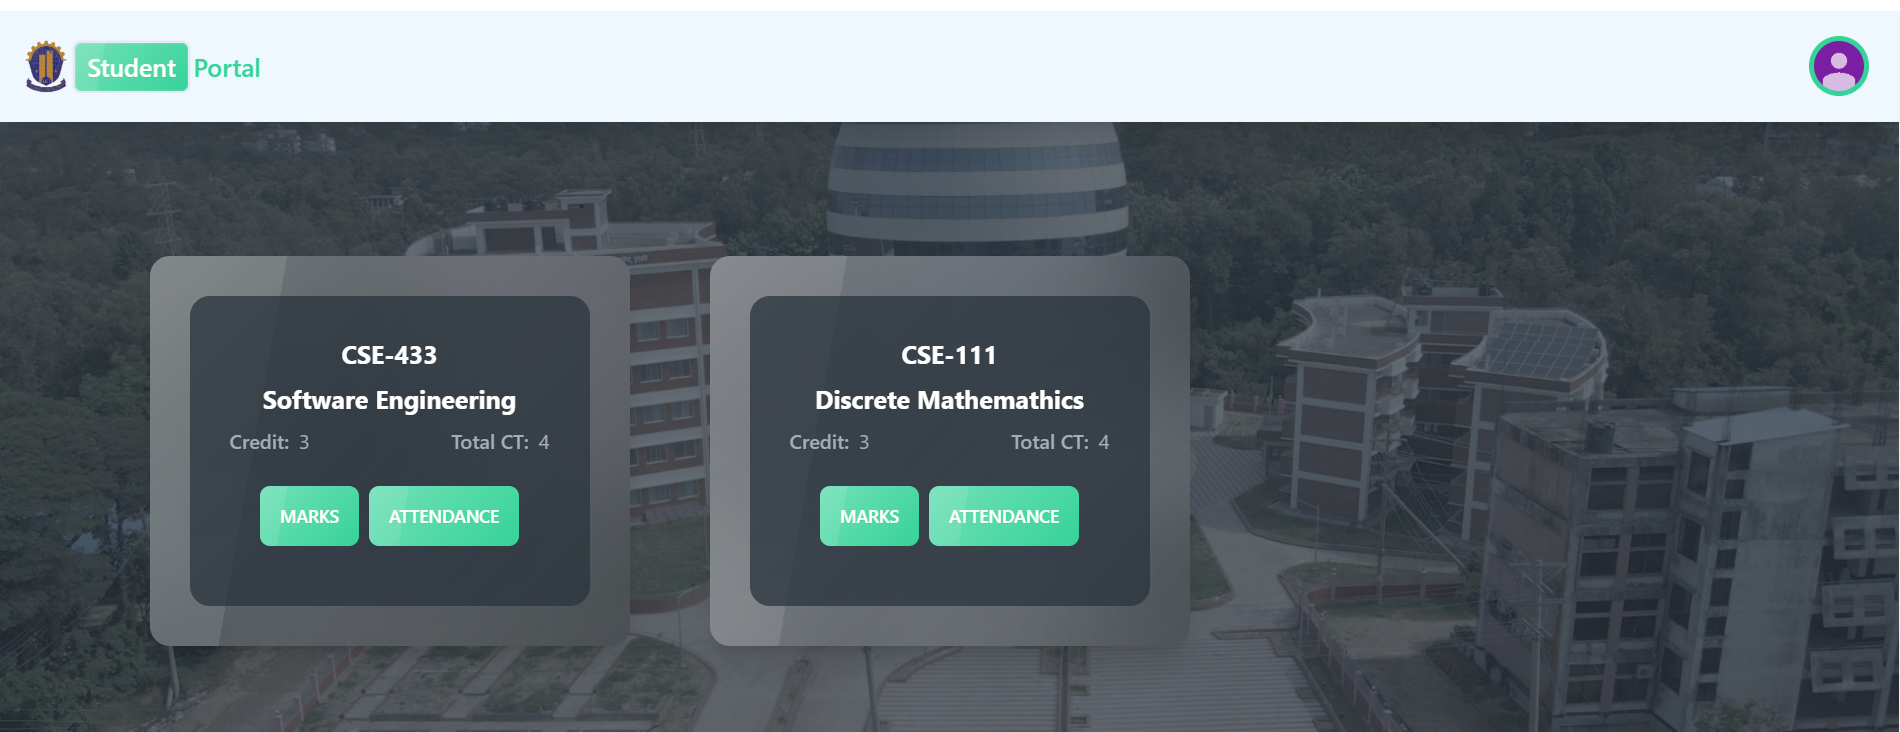 Student Portal
CSE-433
Software Engineering
Credit: 3 Total CT: 4
MARKS ATTENDANCE
CSE-111
Discrete Mathemathics
Credit: 3 Total CT: 4
MARKS ATTENDANCE